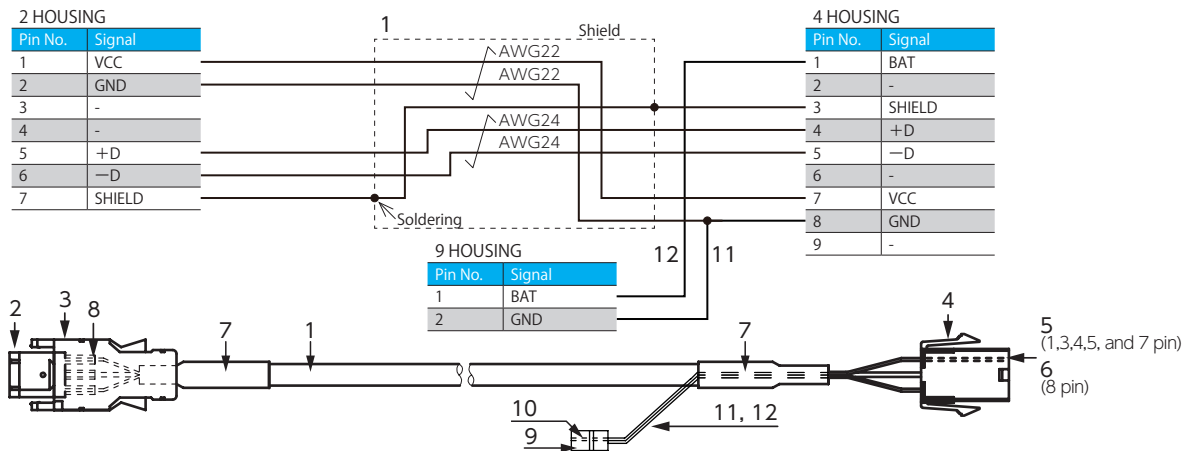 2 HOUSING
Pin No. Signal
1 VCC
2 GND
3 -
4 -
5 +D
6 —D
7 SHIELD
1
Shield
AWG22
AWG22
AWG24
AWG24
Soldering
4 HOUSING
Pin No. Signal
1 BAT
2 -
3 SHIELD
4 +D
5 —D
6 -
7 VCC
8 GND
9 -
12 11
9 HOUSING
Pin No. Signal
1 BAT
2 GND
2 3 8 7 1 7 4
5
(1,3,4,5, and 7 pin)
6
(8 pin)
10
9
11, 12